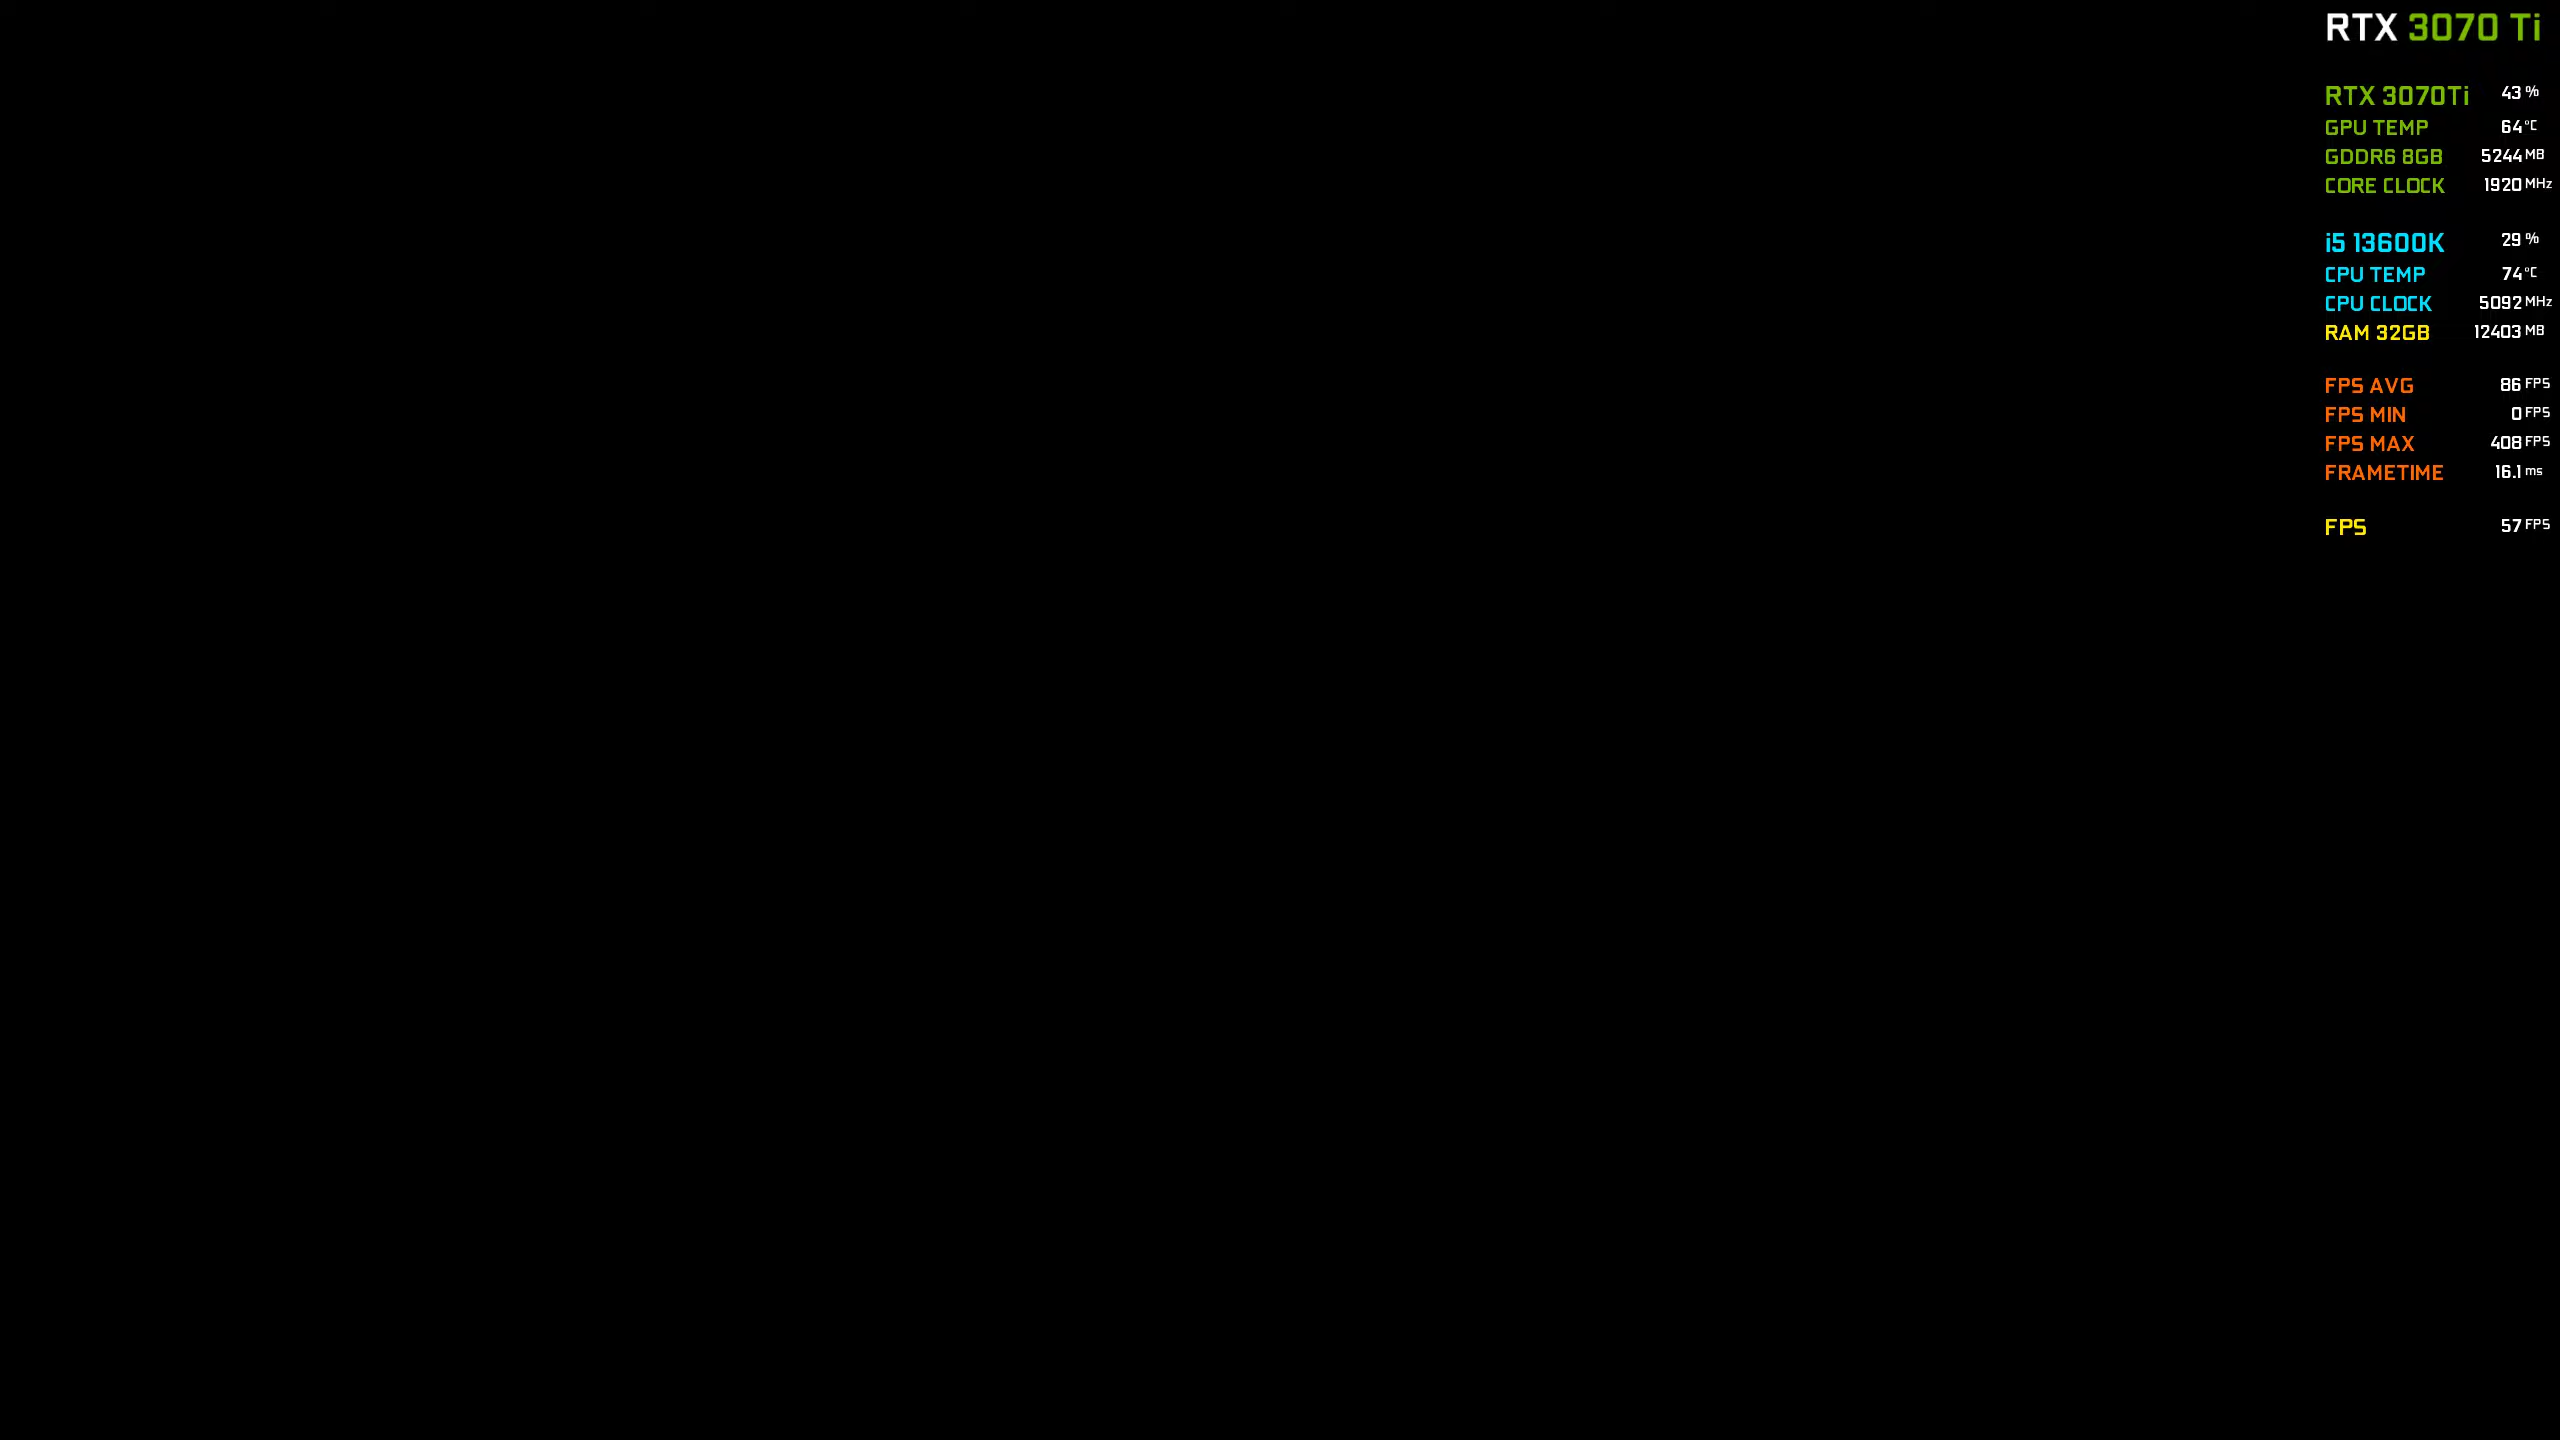 RTX 3070 Ti
RTX 3070Ti 43 %
GPU TEMP 64 °C
GDDR6 8GB 5244 MB
CORE CLOCK 1920 MHz
i5 13600K 29 %
CPU TEMP 74 °C
CPU CLOCK 5092 MHz
RAM 32GB 12403 MB
FPS AVG 86 FPS
FPS MIN 0 FPS
FPS MAX 408 FPS
FRAMETIME 16.1 ms
FPS 57 FPS